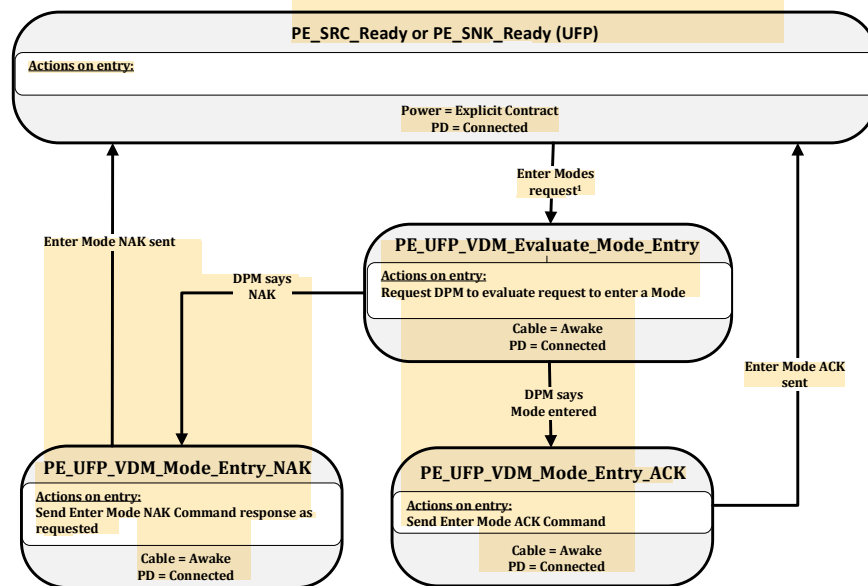 PE_SRC_Ready or PE_SNK_Ready (UFP)
Actions on entry:
Power = Explicit Contract
PD = Connected
Enter Modes
request¹
Enter Mode NAK sent
PE_UFP_VDM_Evaluate_Mode_Entry
Actions on entry:
Request DPM to evaluate request to enter a Mode
Cable = Awake
PD = Connected
DPM says
NAK
Enter Mode ACK
sent
DPM says
Mode entered
PE_UFP_VDM_Mode_Entry_NAK
Actions on entry:
Send Enter Mode NAK Command response as
requested
Cable = Awake
PD = Connected
PE_UFP_VDM_Mode_Entry_ACK
Actions on entry:
Send Enter Mode ACK Command
Cable = Awake
PD = Connected